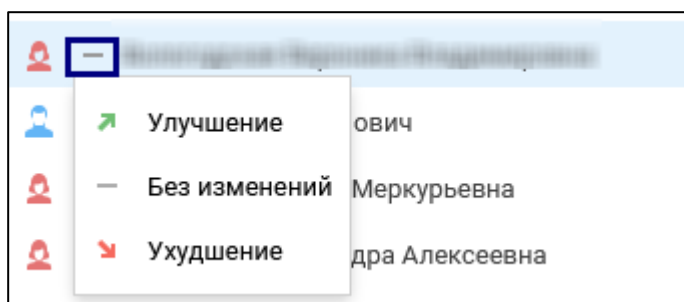 Улучшение
ович
Без изменений
Меркурьевна
Ухудшение
дра Алексеевна